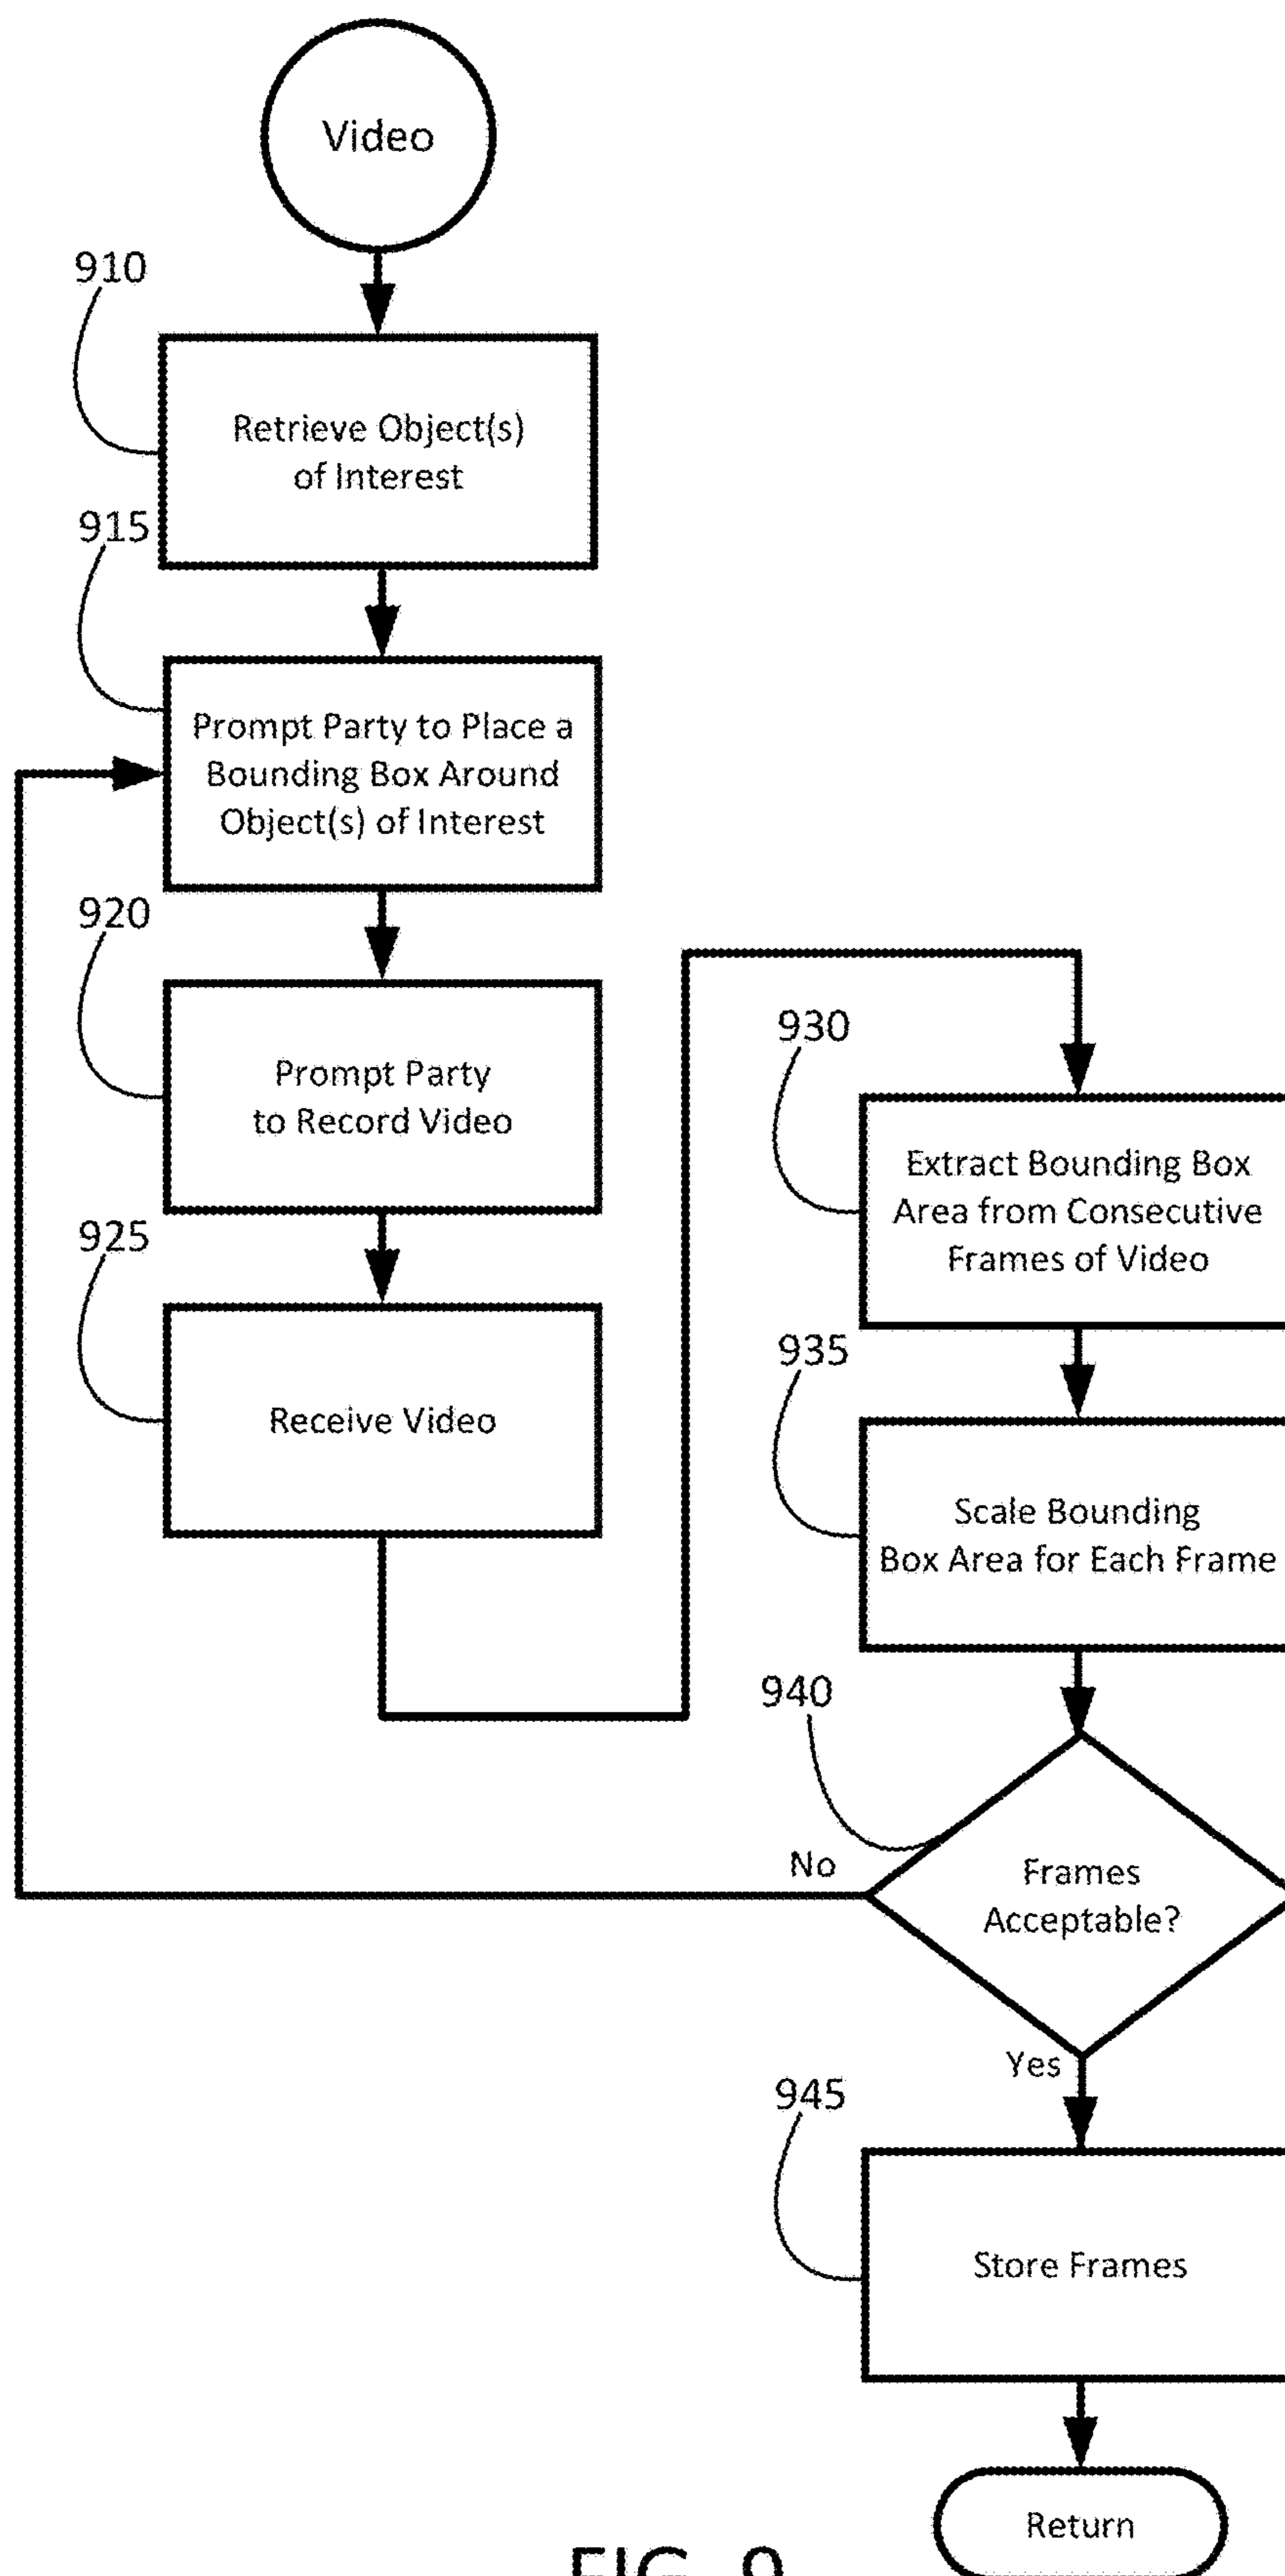 Video
910
Retrieve Object(s)
of Interest
915
Prompt Party to Place a
Bounding Box Around
Object(s) of Interest
920
Prompt Party
to Record Video
925
Receive Video
930
Extract Bounding Box
Area from Consecutive
Frames of Video
935
Scale Bounding
Box Area for Each Frame
940
No
Frames
Acceptable?
Yes
945
Store Frames
Return
FIG. 9